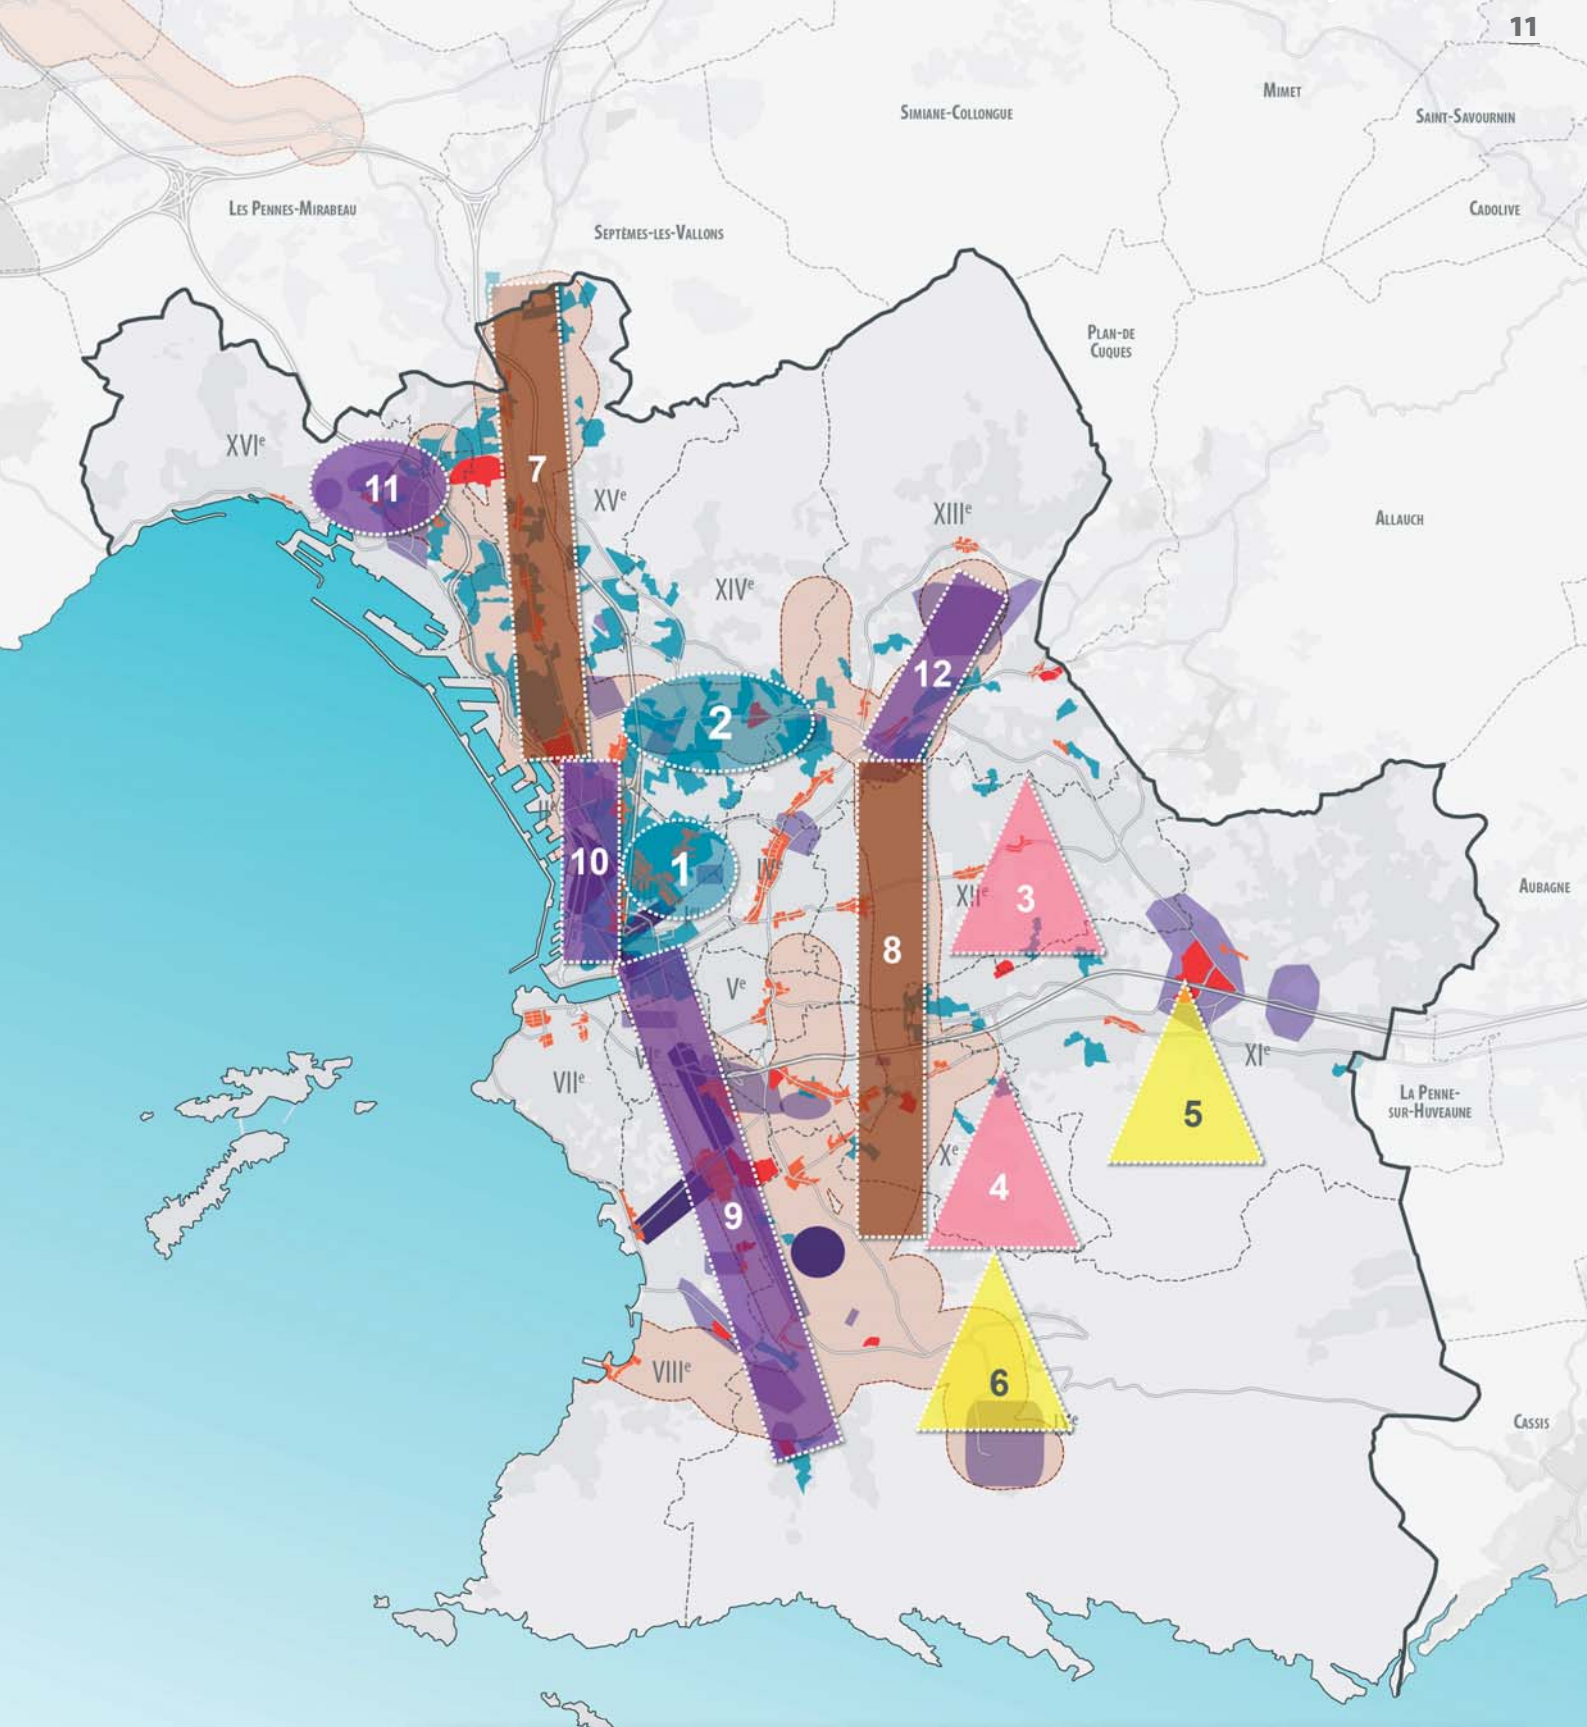 11
MIMET
SIMIANE-COLLONGUE
SAINT-SAVOURNIN
LES PENNES-MIRABEAU
CADOLIVE
SEPTÈMES-LES-VALLONS
PLAN-DE
CUQUES
XVIe
7
11
XVe
XIIIe
ALLAUCH
XIVe
12
2
10
1
IVe
XIIe
3
AUBAGNE
8
Ve
XIe
VIIe
LA PENNE-
SUR-HUVEAUNE
5
Xe
4
9
VIIIe
6
IXe
CASSIS